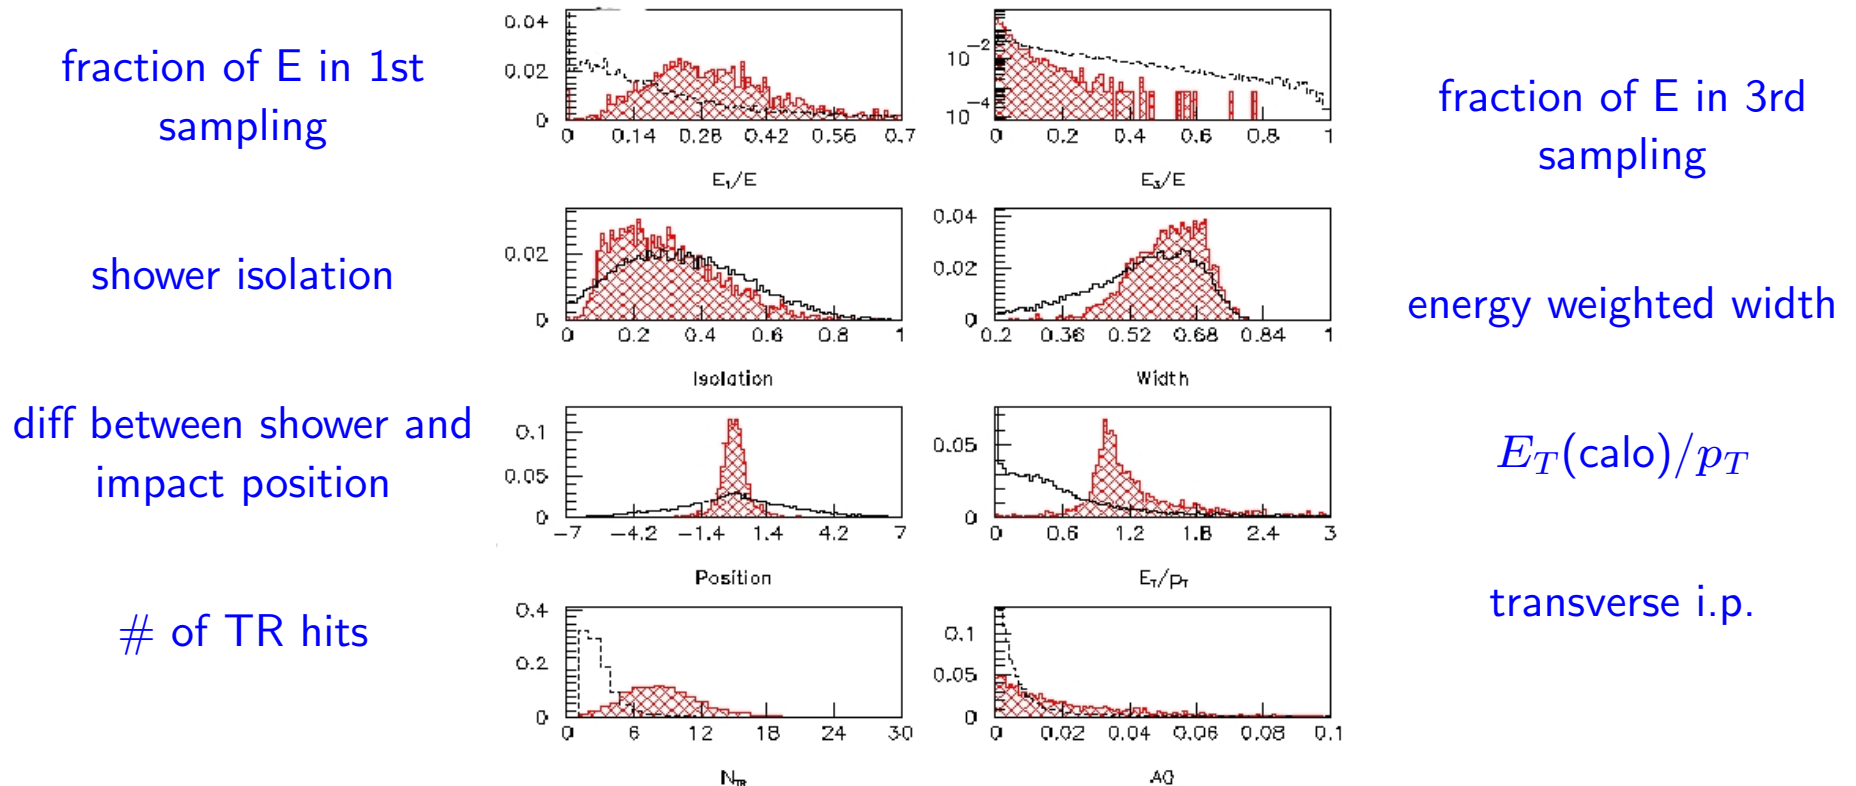 fraction of E in 1st
sampling
0.04
0.02
0
0 0.14 0.28 0.42 0.56 0.7
E₁/E
10⁻²
10⁻⁴
0 0.2 0.4 0.6 0.8 1
E₃/E
fraction of E in 3rd
sampling
shower isolation
0.02
0
0 0.2 0.4 0.6 0.8 1
Isolation
0.04
0.02
0
0.2 0.36 0.52 0.68 0.84 1
Width
energy weighted width
diff between shower and
impact position
0.1
0.05
0
-7 -4.2 -1.4 1.4 4.2 7
Position
0.05
0
0 0.6 1.2 1.8 2.4 3
E_T/p_T
E_T(calo)/p_T
# of TR hits
0.4
0.2
0
0 6 12 18 24 30
N_TR
0.1
0.05
0
0 0.02 0.04 0.06 0.08 0.1
A0
transverse i.p.